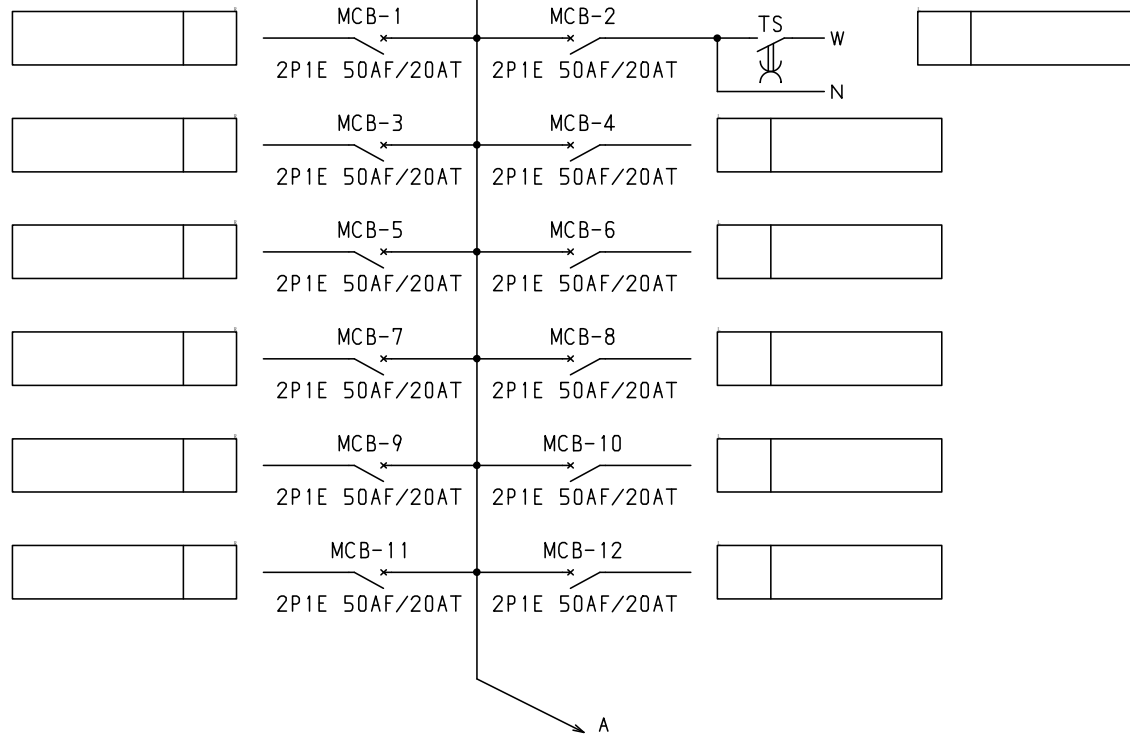 MCB-1 MCB-2 TS W
2P1E 50AF/20AT 2P1E 50AF/20AT N
MCB-3 MCB-4
2P1E 50AF/20AT 2P1E 50AF/20AT
MCB-5 MCB-6
2P1E 50AF/20AT 2P1E 50AF/20AT
MCB-7 MCB-8
2P1E 50AF/20AT 2P1E 50AF/20AT
MCB-9 MCB-10
2P1E 50AF/20AT 2P1E 50AF/20AT
MCB-11 MCB-12
2P1E 50AF/20AT 2P1E 50AF/20AT
A